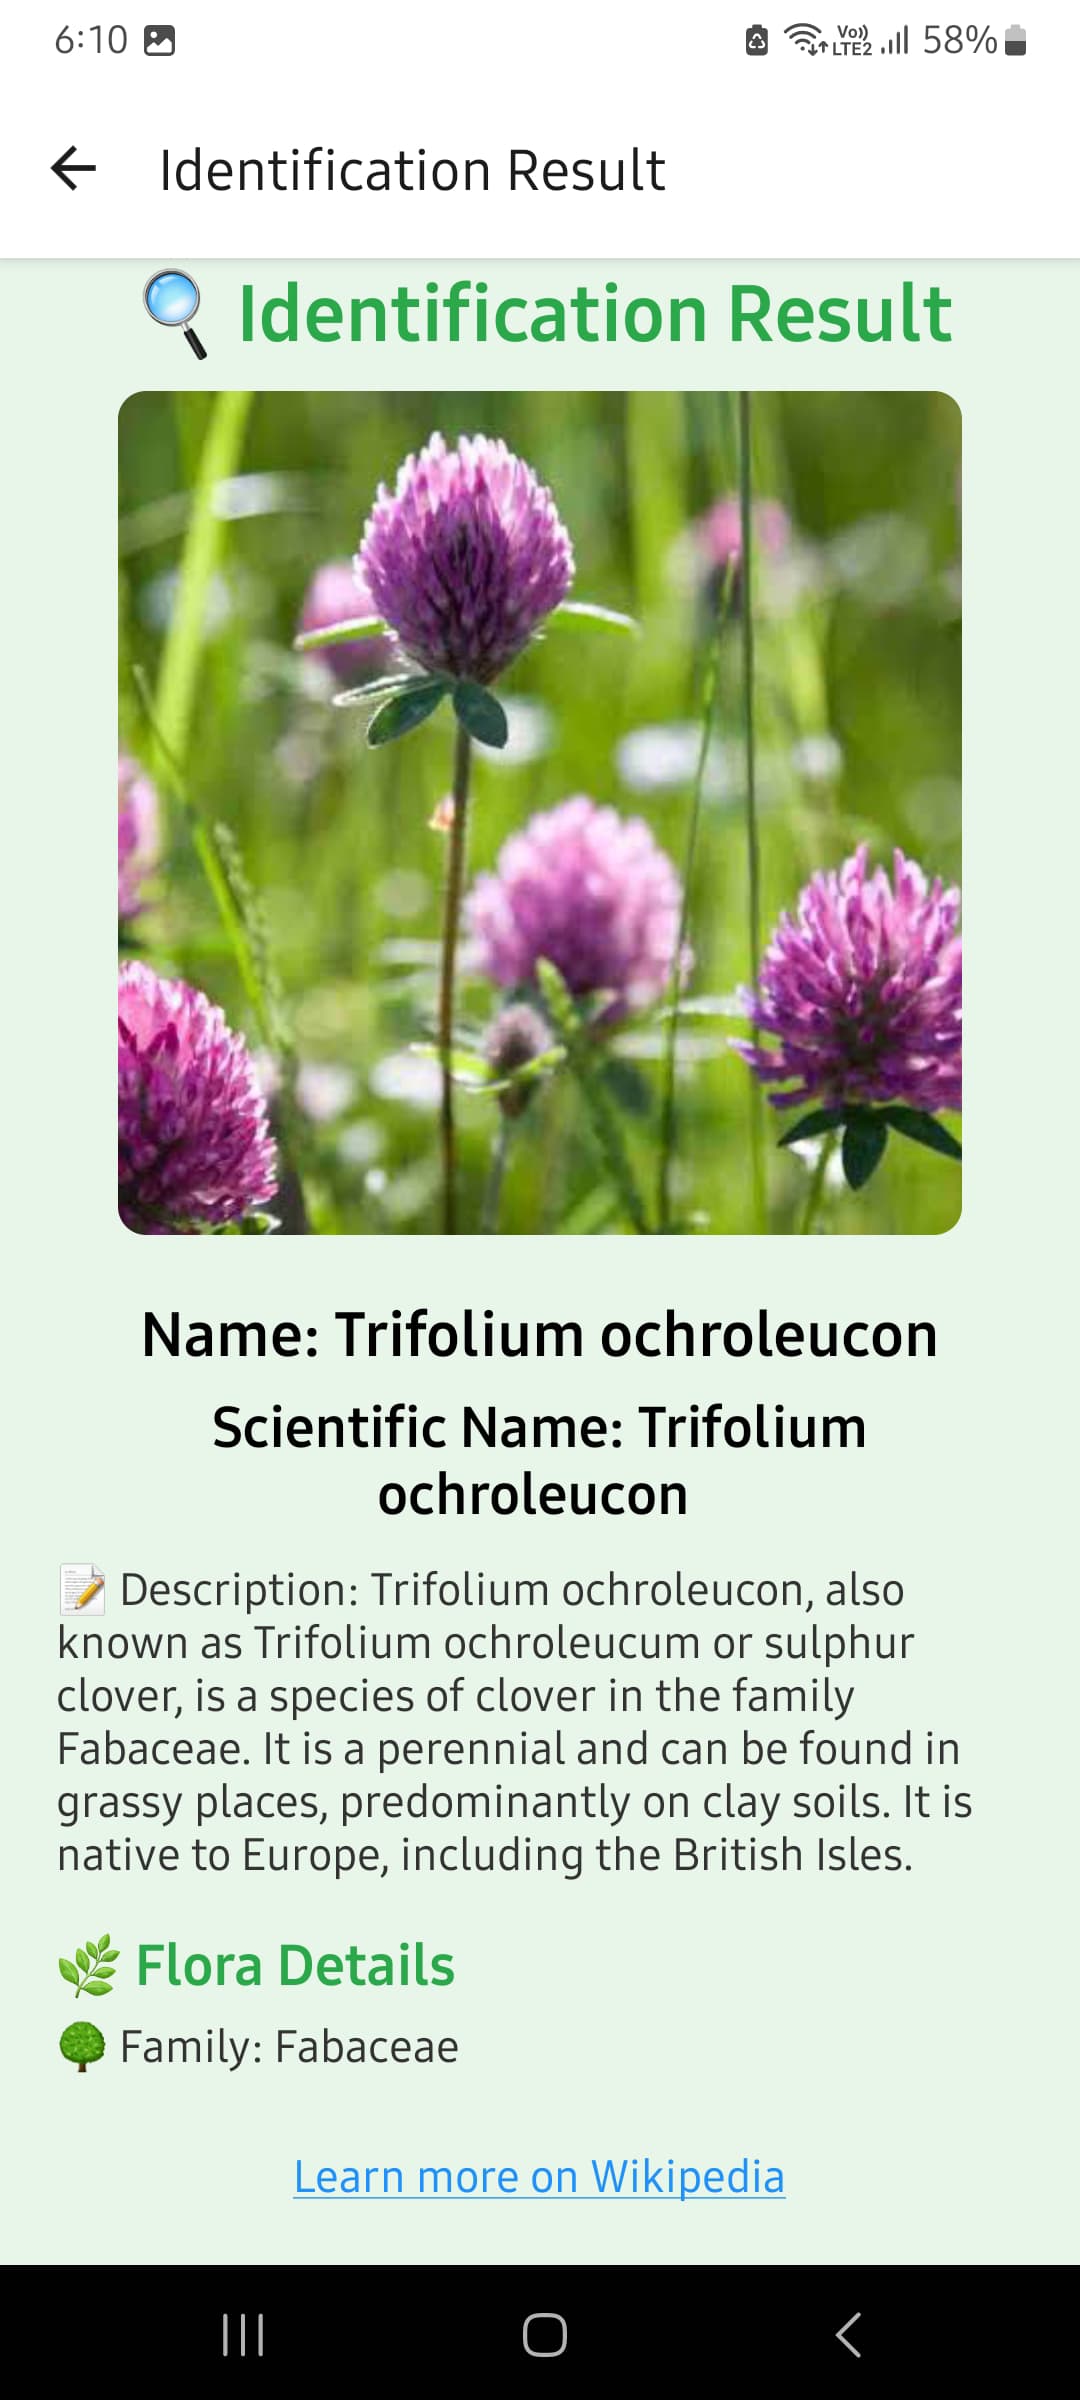 6:10 Vo)) LTE2 58%
Identification Result
Identification Result
Name: Trifolium ochroleucon
Scientific Name: Trifolium
ochroleucon
Description: Trifolium ochroleucon, also
known as Trifolium ochroleucum or sulphur
clover, is a species of clover in the family
Fabaceae. It is a perennial and can be found in
grassy places, predominantly on clay soils. It is
native to Europe, including the British Isles.
Flora Details
Family: Fabaceae
Learn more on Wikipedia